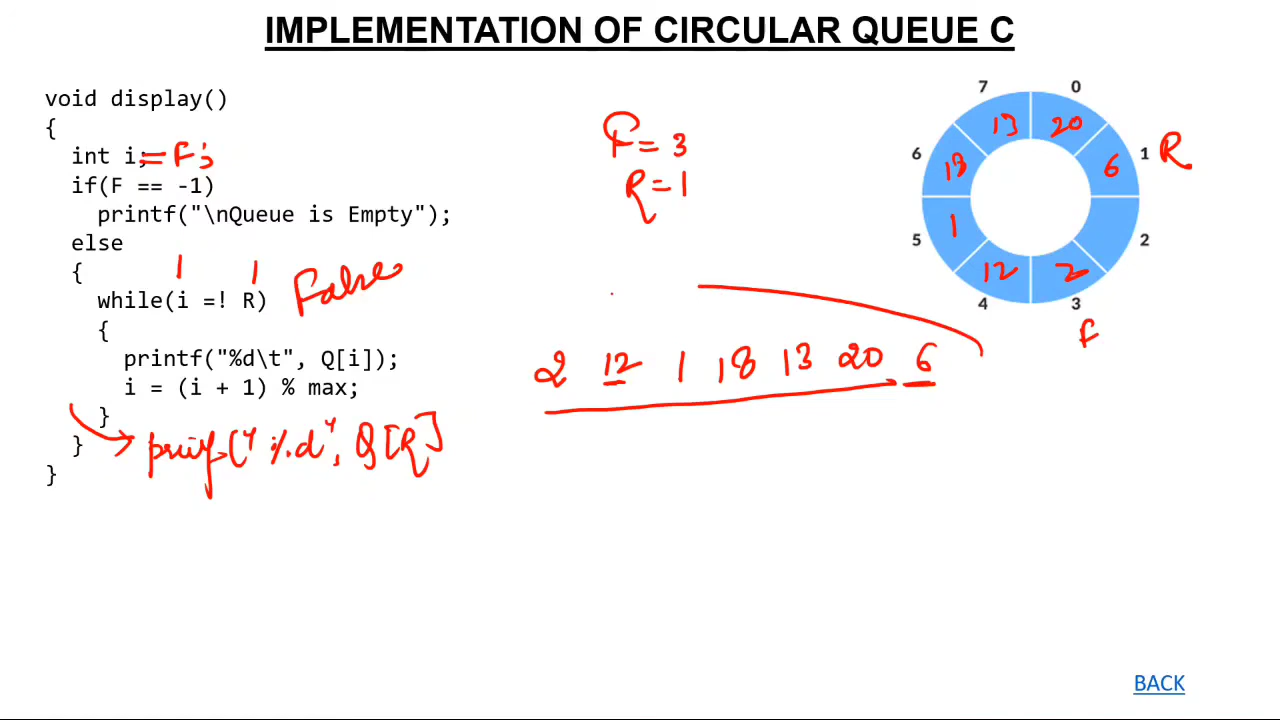 IMPLEMENTATION OF CIRCULAR QUEUE C
void display()
{
int i; = F;
if(F == -1)
printf("\nQueue is Empty");
else
{
1 1
while(i =! R) False
{
printf("%d\t", Q[i]);
i = (i + 1) % max;
}
}
printf("%d", Q[R]
}
F = 3
R = 1
2 12 1 18 13 20 6
7 0
13 20
6 18 6 1 R
5 1 2
12 2
4 3
F
BACK